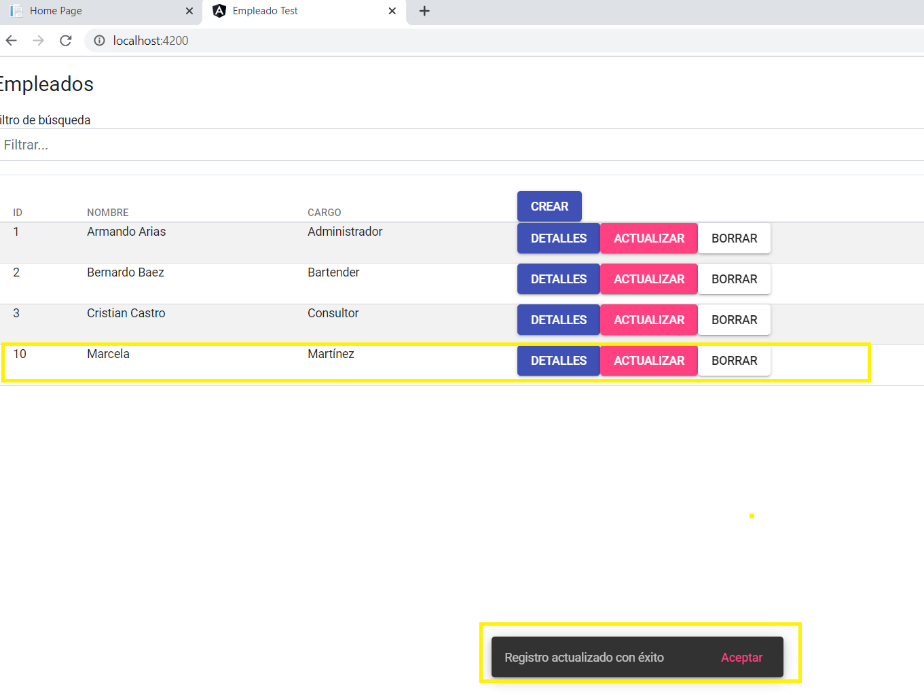 Home Page
Empleado Test
localhost:4200
Empleados
iltro de búsqueda
Filtrar...
ID NOMBRE CARGO CREAR
1 Armando Arias Administrador DETALLES ACTUALIZAR BORRAR
2 Bernardo Baez Bartender DETALLES ACTUALIZAR BORRAR
3 Cristian Castro Consultor DETALLES ACTUALIZAR BORRAR
10 Marcela Martínez DETALLES ACTUALIZAR BORRAR
Registro actualizado con éxito Aceptar